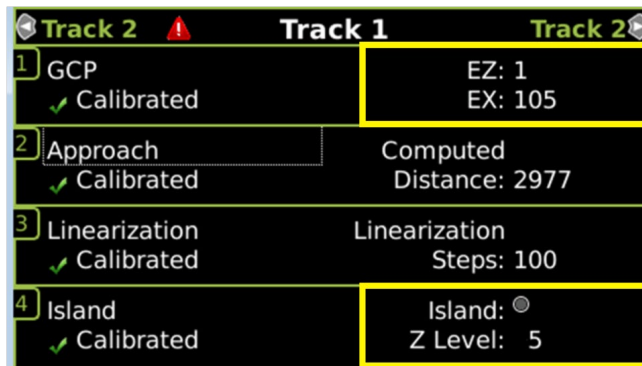 Track 2 Track 1 Track 2
1 GCP EZ: 1
Calibrated EX: 105
2 Approach Computed
Calibrated Distance: 2977
3 Linearization Linearization
Calibrated Steps: 100
4 Island Island:
Calibrated Z Level: 5